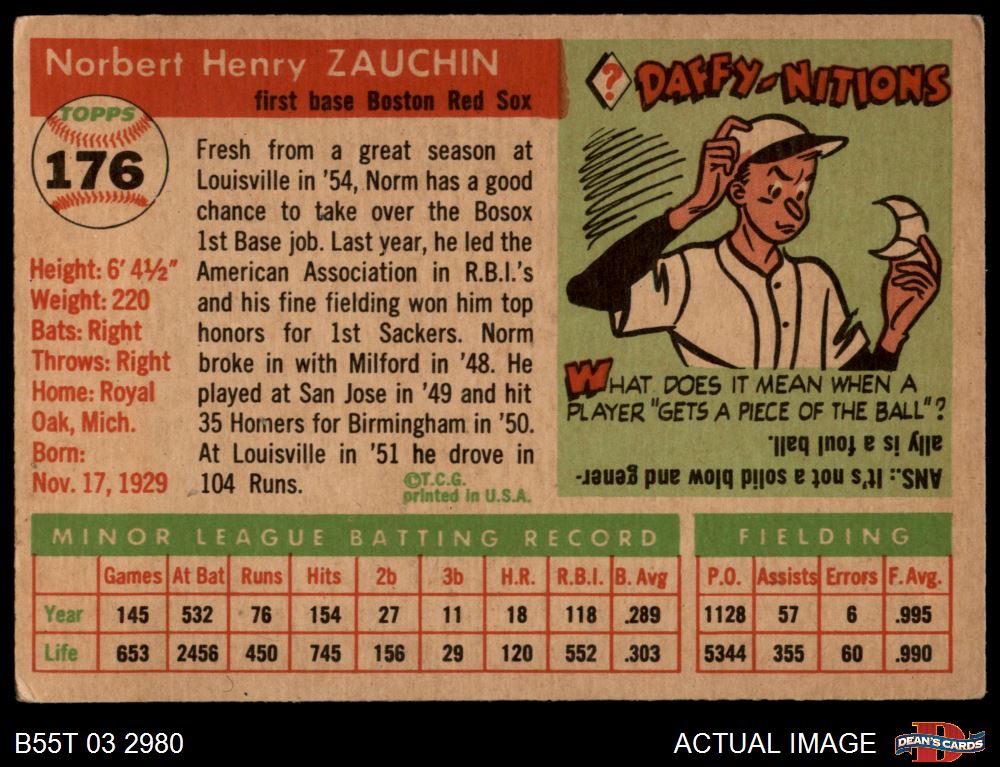 Norbert Henry ZAUCHIN
first base Boston Red Sox
TOPPS
176
Height: 6' 4½"
Weight: 220
Bats: Right
Throws: Right
Home: Royal
Oak, Mich.
Born:
Nov. 17, 1929
Fresh from a great season at
Louisville in '54, Norm has a good
chance to take over the Bosox
1st Base job. Last year, he led the
American Association in R.B.I.'s
and his fine fielding won him top
honors for 1st Sackers. Norm
broke in with Milford in '48. He
played at San Jose in '49 and hit
35 Homers for Birmingham in '50.
At Louisville in '51 he drove in
104 Runs.
©T.C.G.
printed in U.S.A.
? DAFFY-NITIONS
WHAT DOES IT MEAN WHEN A
PLAYER "GETS A PIECE OF THE BALL"?
ANS.: It's not a solid blow and gener-
ally is a foul ball.
MINOR LEAGUE BATTING RECORD FIELDING
Games At Bat Runs Hits 2b 3b H.R. R.B.I. B. Avg P.O. Assists Errors F. Avg.
Year 145 532 76 154 27 11 18 118 .289 1128 57 6 .995
Life 653 2456 450 745 156 29 120 552 .303 5344 355 60 .990
B55T 03 2980
ACTUAL IMAGE
D
DEAN'S CARDS